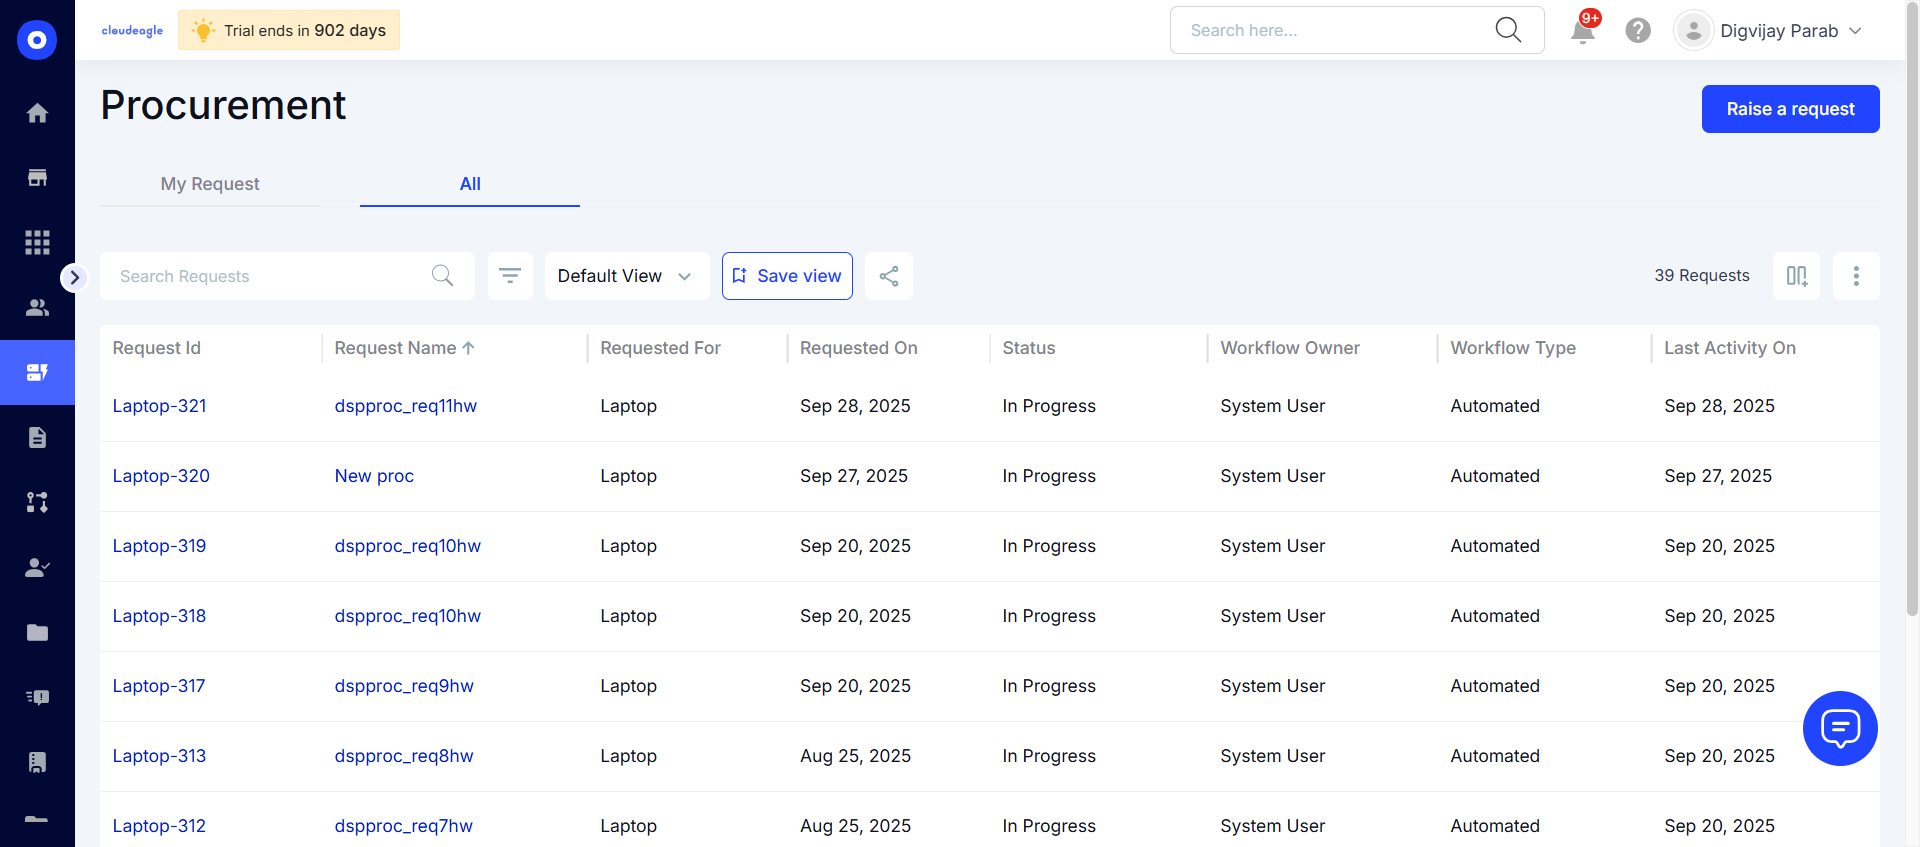 cloudeagle
Trial ends in 902 days
Search here...
9+
?
Digvijay Parab
Procurement
Raise a request
My Request
All
Search Requests
Default View
Save view
39 Requests
Request Id Request Name Requested For Requested On Status Workflow Owner Workflow Type Last Activity On
Laptop-321 dspproc_req11hw Laptop Sep 28, 2025 In Progress System User Automated Sep 28, 2025
Laptop-320 New proc Laptop Sep 27, 2025 In Progress System User Automated Sep 27, 2025
Laptop-319 dspproc_req10hw Laptop Sep 20, 2025 In Progress System User Automated Sep 20, 2025
Laptop-318 dspproc_req10hw Laptop Sep 20, 2025 In Progress System User Automated Sep 20, 2025
Laptop-317 dspproc_req9hw Laptop Sep 20, 2025 In Progress System User Automated Sep 20, 2025
Laptop-313 dspproc_req8hw Laptop Aug 25, 2025 In Progress System User Automated Sep 20, 2025
Laptop-312 dspproc_req7hw Laptop Aug 25, 2025 In Progress System User Automated Sep 20, 2025